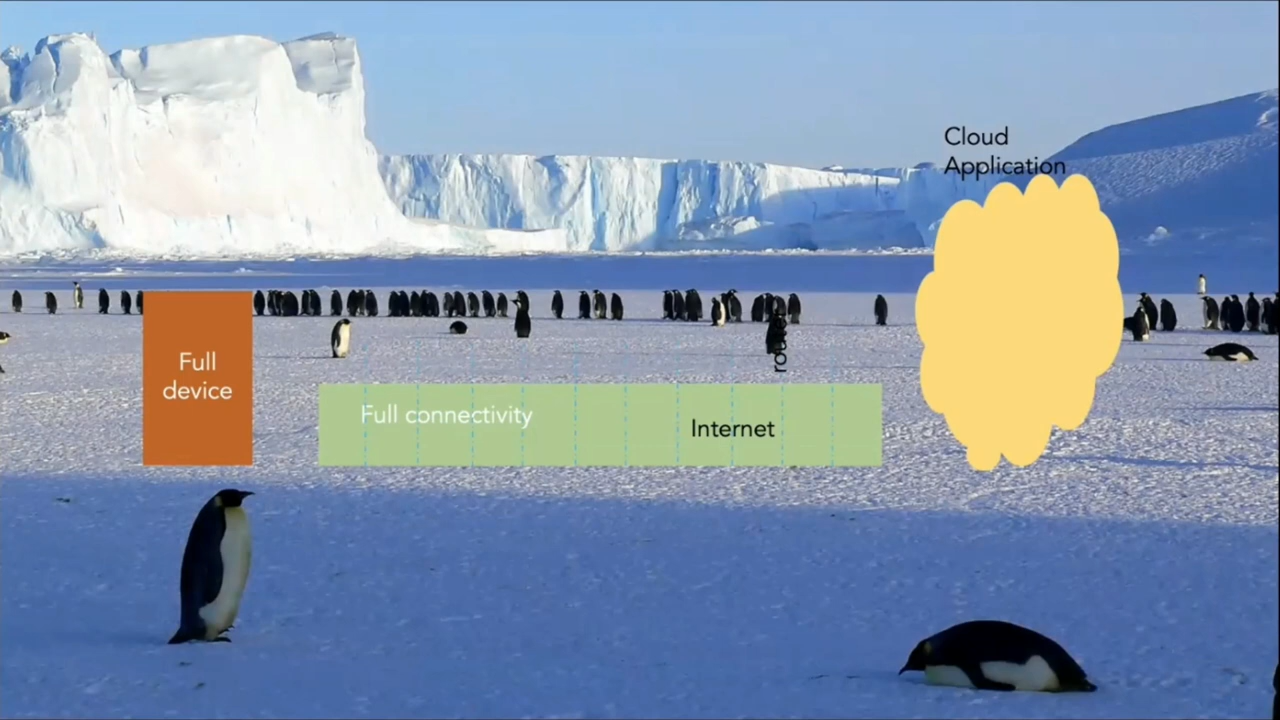 Cloud
Application
Full
device
Full connectivity
Internet